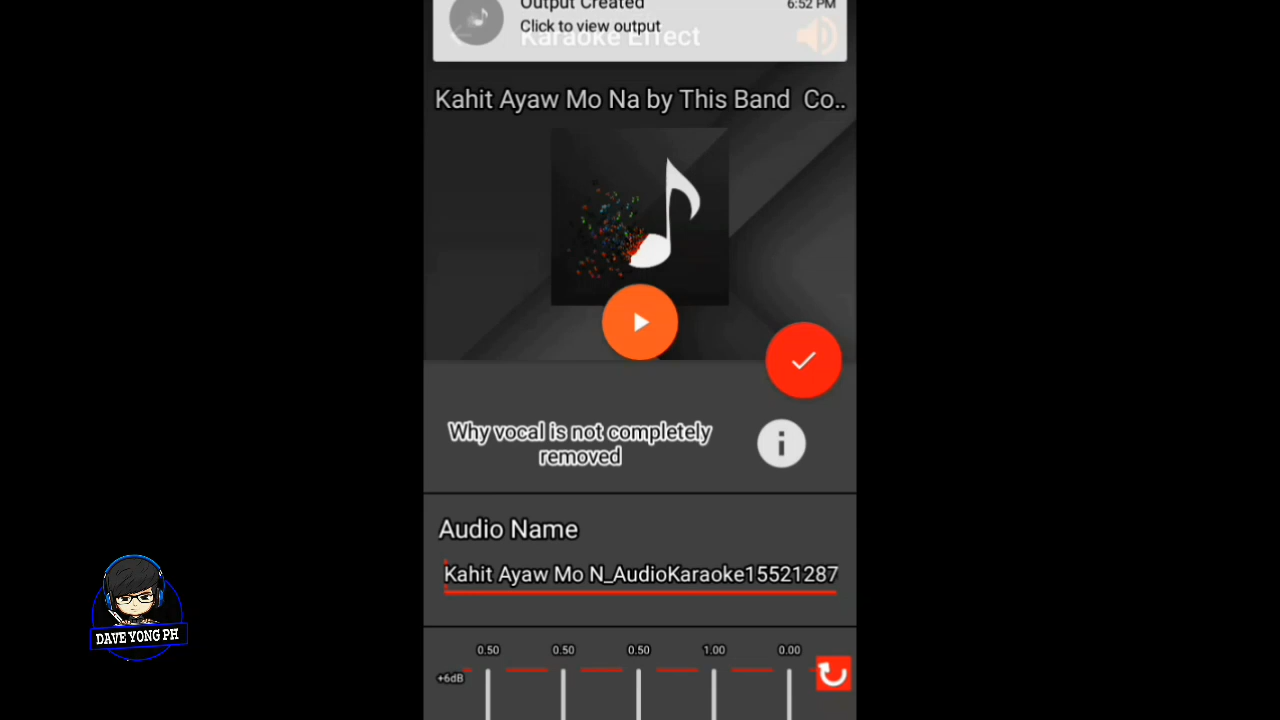 Output Created
6:52 PM
Click to view output
Karaoke Effect
Kahit Ayaw Mo Na by This Band Co..
Why vocal is not completely
removed
Audio Name
Kahit Ayaw Mo N_AudioKaraoke15521287
0.50 0.50 0.50 1.00 0.00
+6dB
DAVE YONG PH